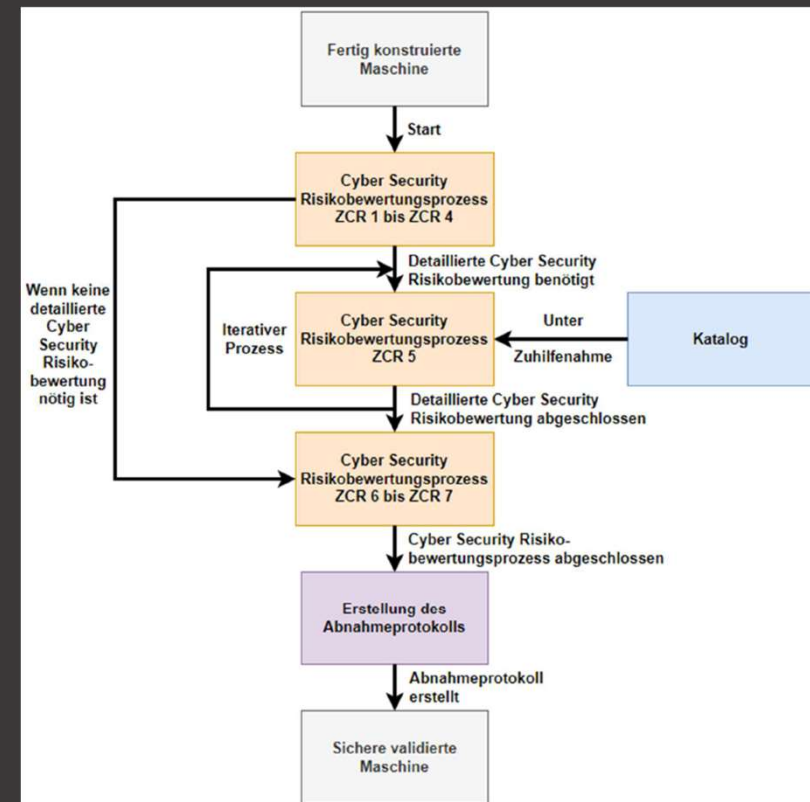 Fertig konstruierte
Maschine
Start
Cyber Security
Risikobewertungsprozess
ZCR 1 bis ZCR 4
Detaillierte Cyber Security
Risikobewertung benötigt
Wenn keine
detaillierte
Cyber
Security
Risiko-
bewertung
nötig ist
Iterativer
Prozess
Cyber Security
Risikobewertungsprozess
ZCR 5
Unter
Zuhilfenahme
Katalog
Detaillierte Cyber Security
Risikobewertung abgeschlossen
Cyber Security
Risikobewertungsprozess
ZCR 6 bis ZCR 7
Cyber Security Risiko-
bewertungsprozess abgeschlossen
Erstellung des
Abnahmeprotokolls
Abnahmeprotokoll
erstellt
Sichere validierte
Maschine